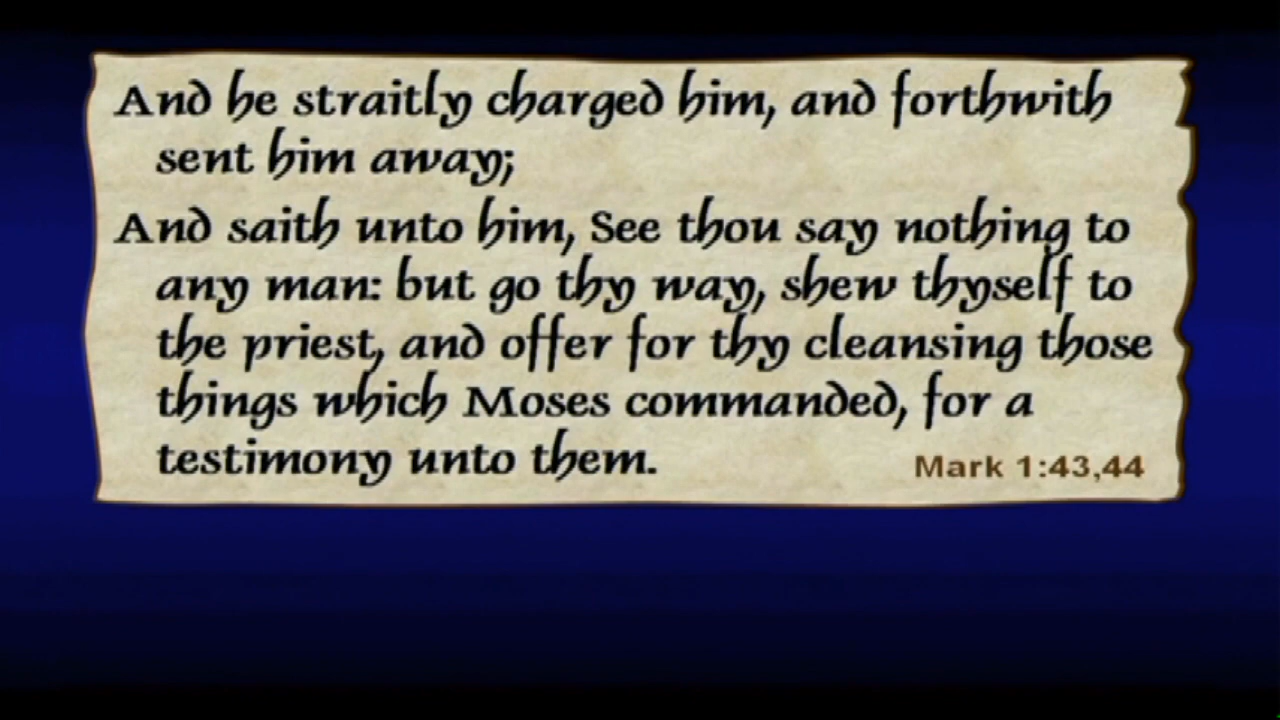 And he straitly charged him, and forthwith
sent him away;
And saith unto him, See thou say nothing to
any man: but go thy way, shew thyself to
the priest, and offer for thy cleansing those
things which Moses commanded, for a
testimony unto them.
Mark 1:43,44